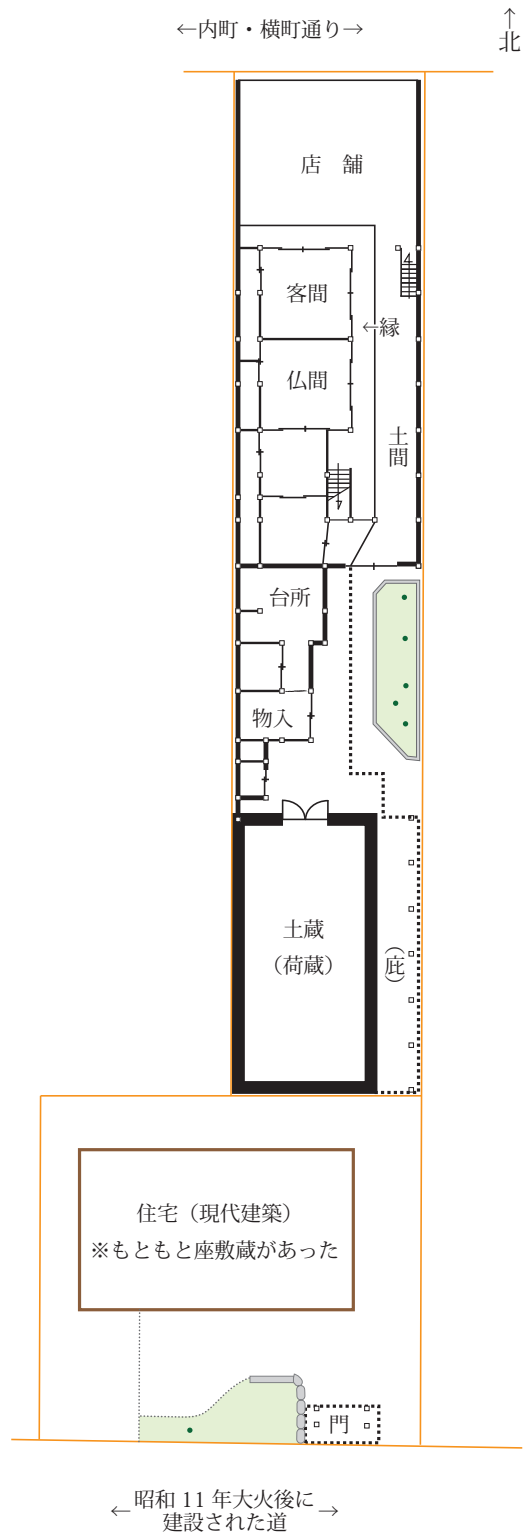 ←内町・横町通り→
↑
北
店 舗
客間
←縁
仏間
土間
台所
物入
土蔵
（荷蔵）
（庇）
住宅（現代建築）
※もともと座敷蔵があった
門
← 昭和 11 年大火後に →
建設された道